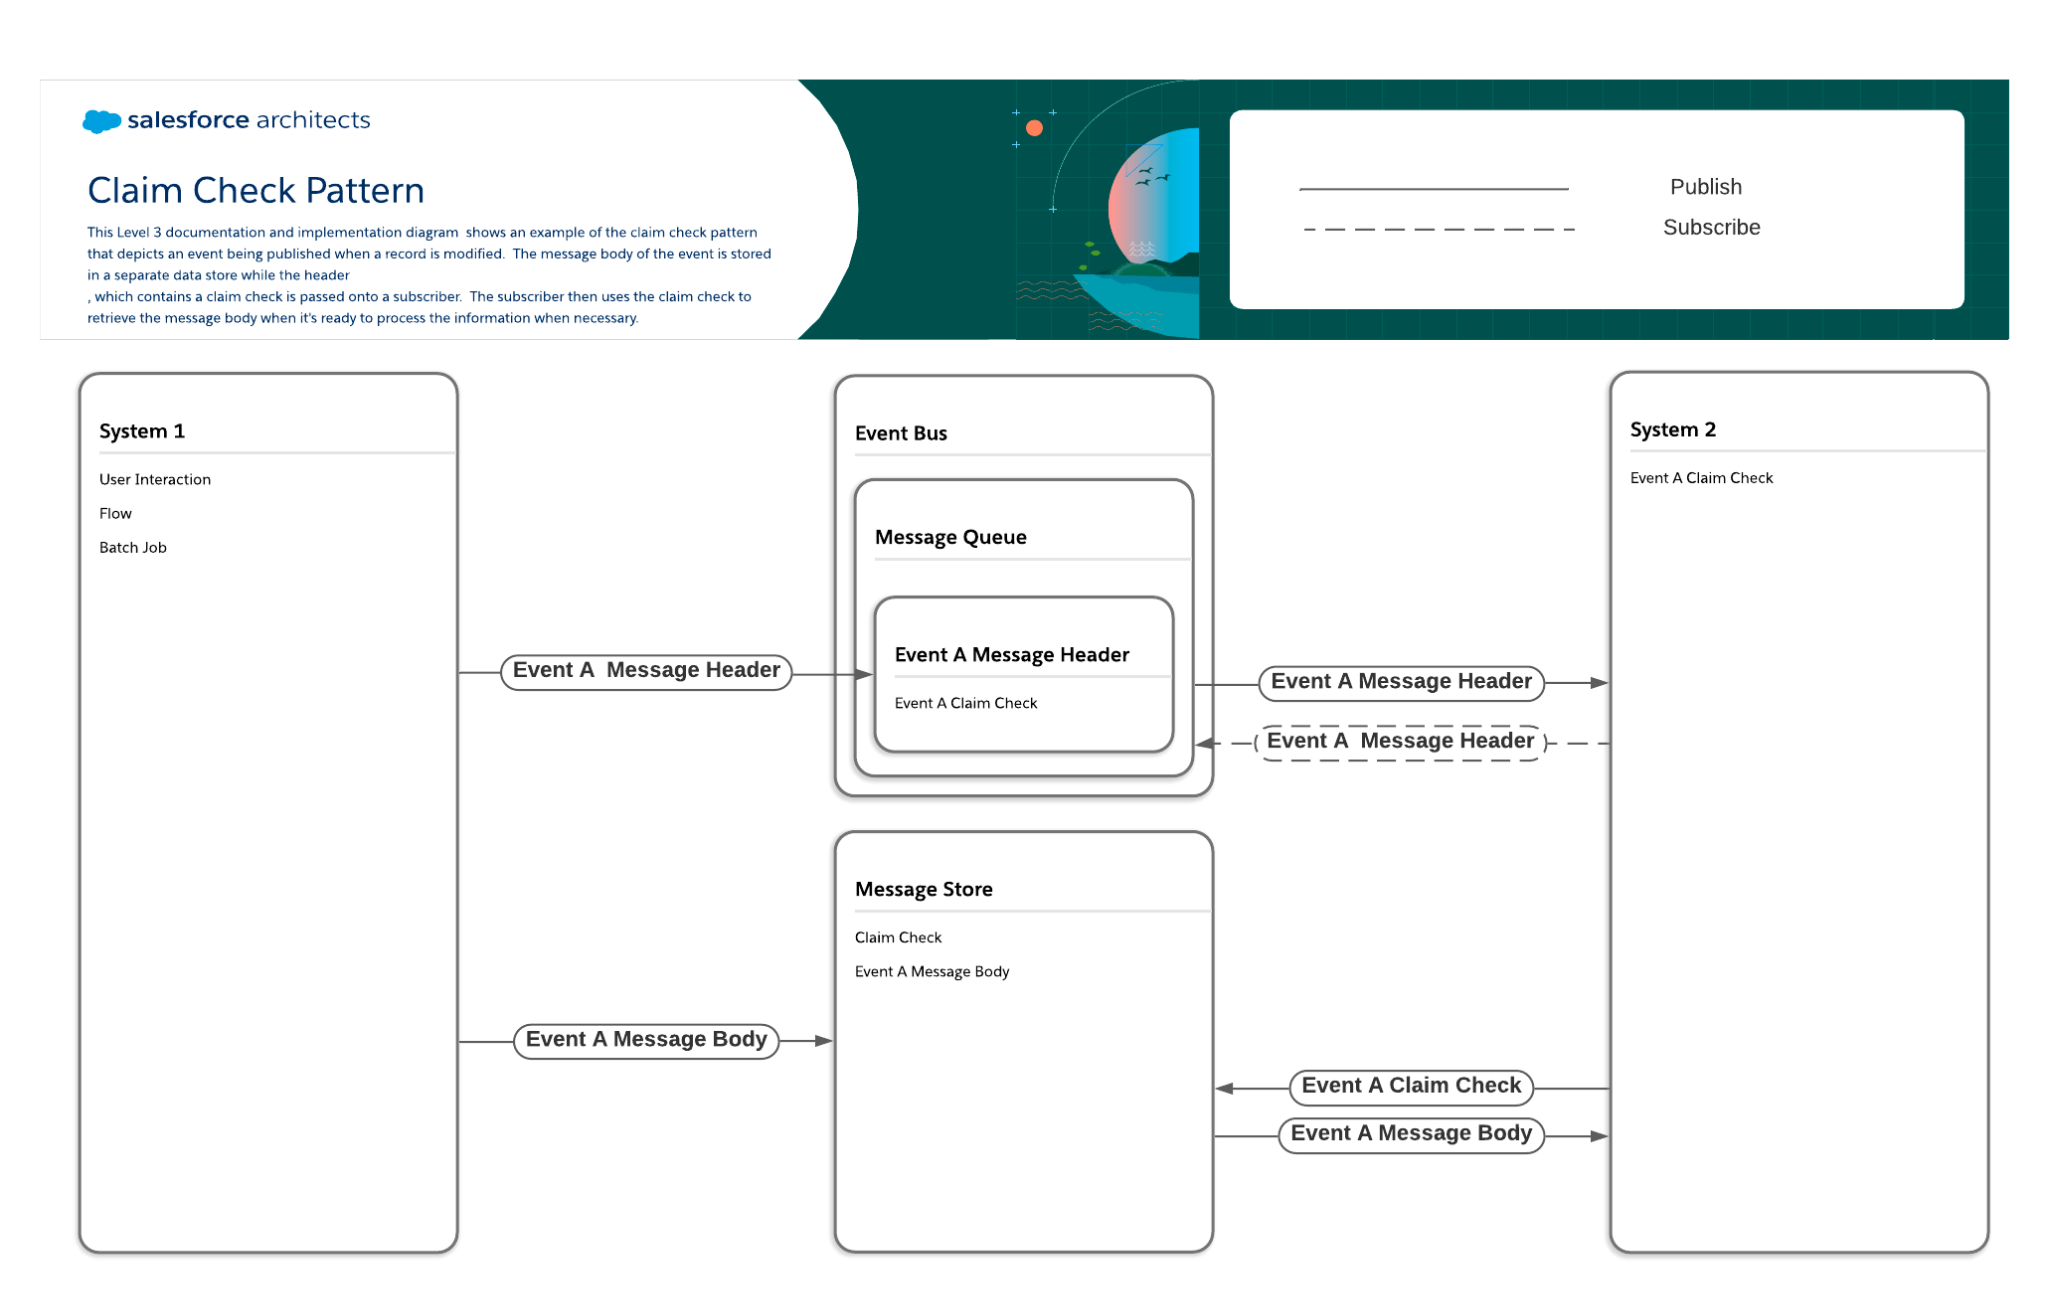 salesforce architects
Claim Check Pattern
This Level 3 documentation and implementation diagram  shows an example of the claim check pattern
that depicts an event being published when a record is modified.  The message body of the event is stored
in a separate data store while the header
, which contains a claim check is passed onto a subscriber.  The subscriber then uses the claim check to
retrieve the message body when it's ready to process the information when necessary.
Publish
Subscribe
System 1
User Interaction
Flow
Batch Job
Event A  Message Header
Event A Message Body
Event Bus
Message Queue
Event A Message Header
Event A Claim Check
Message Store
Claim Check
Event A Message Body
Event A Message Header
Event A  Message Header
Event A Claim Check
Event A Message Body
System 2
Event A Claim Check